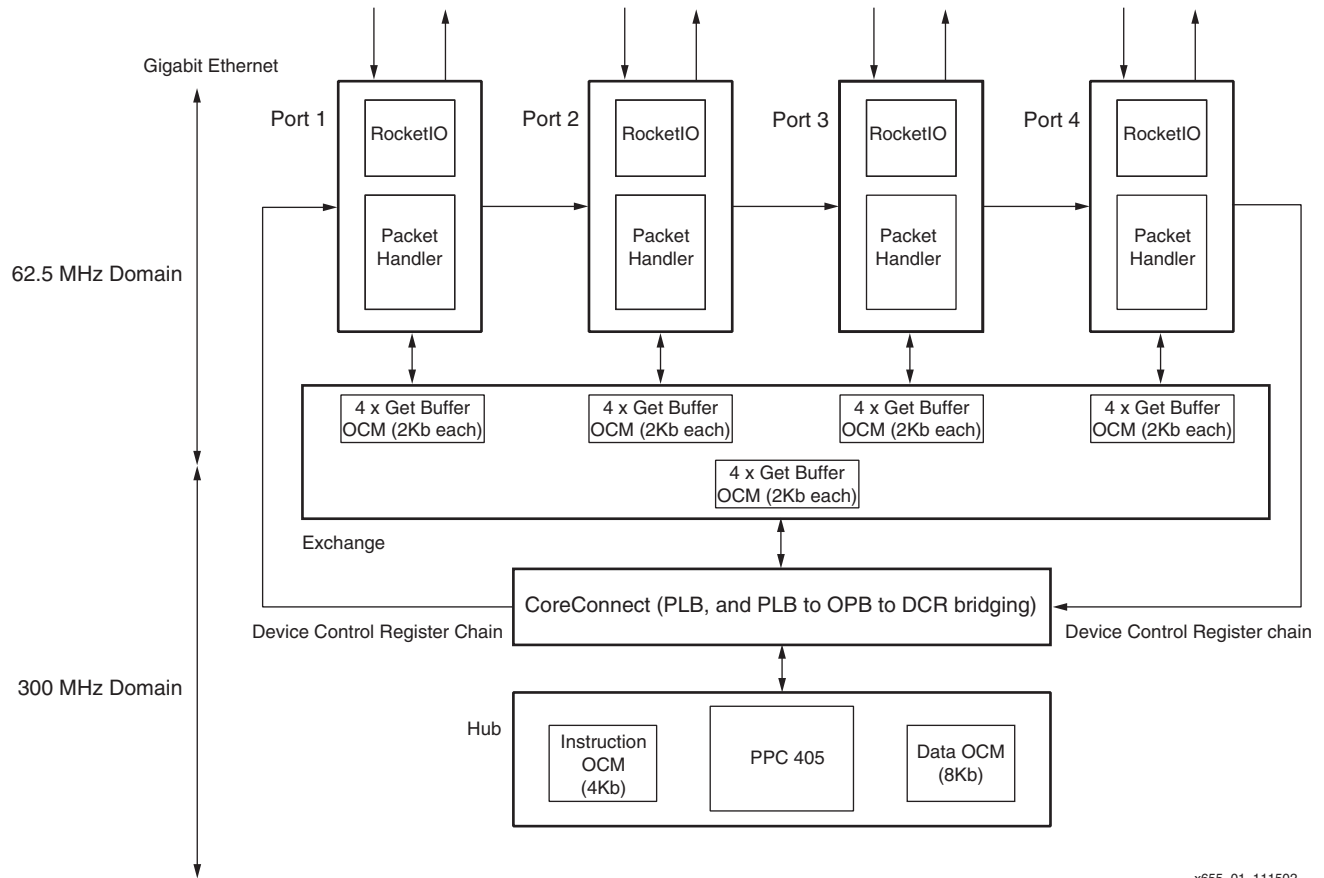 Gigabit Ethernet
Port 1
Port 2
Port 3
Port 4
RocketIO
RocketIO
RocketIO
RocketIO
Packet
Handler
Packet
Handler
Packet
Handler
Packet
Handler
62.5 MHz Domain
4 x Get Buffer
OCM (2Kb each)
4 x Get Buffer
OCM (2Kb each)
4 x Get Buffer
OCM (2Kb each)
4 x Get Buffer
OCM (2Kb each)
4 x Get Buffer
OCM (2Kb each)
Exchange
CoreConnect (PLB, and PLB to OPB to DCR bridging)
Device Control Register Chain
Device Control Register chain
300 MHz Domain
Hub
Instruction
OCM
(4Kb)
PPC 405
Data OCM
(8Kb)
x655_01_111502